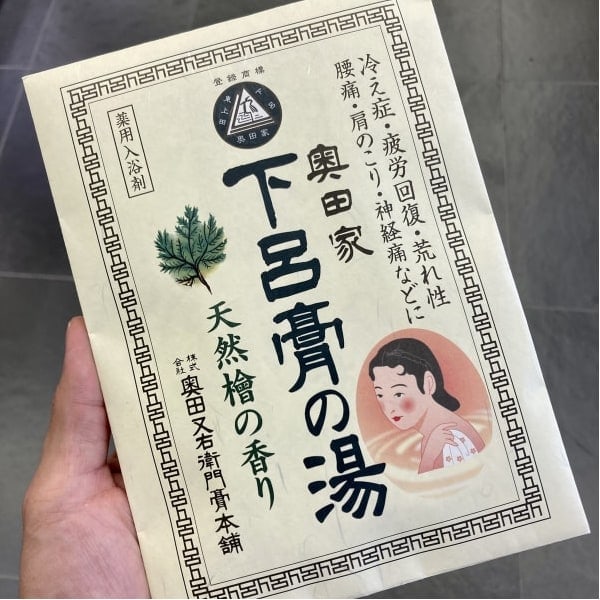 登録商標
奥田家
冷え症・疲労回復・荒れ性
腰痛・肩のこり・神経痛などに
薬用入浴剤
奥田家
下呂膏の湯
天然檜の香り
株式会社
奥田又右衛門膏本舗